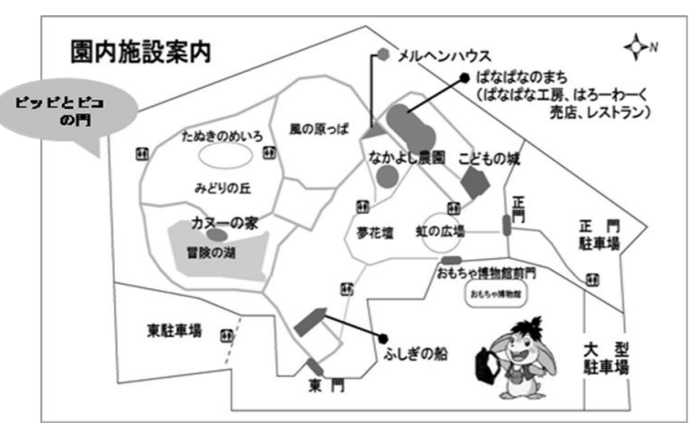 園内施設案内
メルヘンハウス
N
ぱなぱなのまち
(ぱなぱな工房、はろーわーく
売店、レストラン)
ピッピとピコ
の門
風の原っぱ
たぬきのめいろ
なかよし農園
こどもの城
みどりの丘
カヌーの家
正門
正門
駐車場
夢花壇
虹の広場
冒険の湖
おもちゃ博物館前門
おもちゃ博物館
東駐車場
ふしぎの船
大型
駐車場
東門